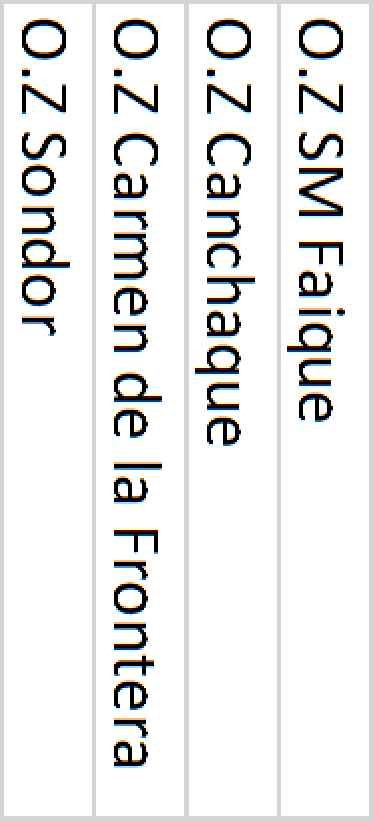 O.Z SM Faique
O.Z Canchaque
O.Z Carmen de la Frontera
O.Z Sondor